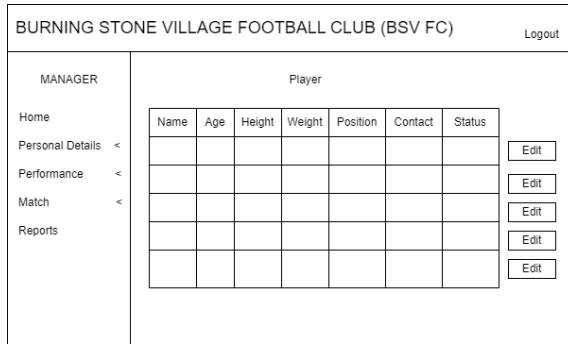 BURNING STONE VILLAGE FOOTBALL CLUB (BSV FC)
Logout
MANAGER
Home
Personal Details <
Performance <
Match <
Reports
Player
Name Age Height Weight Position Contact Status
Edit
Edit
Edit
Edit
Edit